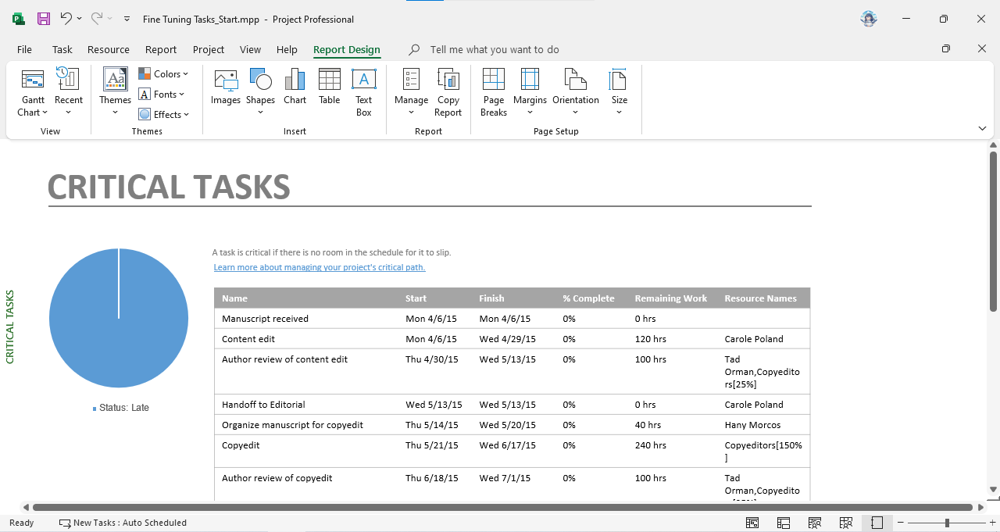 Fine Tuning Tasks_Start.mpp - Project Professional
File Task Resource Report Project View Help Report Design Tell me what you want to do
Gantt Chart
Recent
View
Themes
Colors
Fonts
Effects
Themes
Images
Shapes
Chart
Table
Text Box
Insert
Manage
Copy Report
Report
Page Breaks
Margins
Orientation
Size
Page Setup
CRITICAL TASKS
CRITICAL TASKS
Status: Late
A task is critical if there is no room in the schedule for it to slip.
Learn more about managing your project's critical path.
Name Start Finish % Complete Remaining Work Resource Names
Manuscript received Mon 4/6/15 Mon 4/6/15 0% 0 hrs
Content edit Mon 4/6/15 Wed 4/29/15 0% 120 hrs Carole Poland
Author review of content edit Thu 4/30/15 Wed 5/13/15 0% 100 hrs Tad
Orman,Copyedito
rs[25%]
Handoff to Editorial Wed 5/13/15 Wed 5/13/15 0% 0 hrs Carole Poland
Organize manuscript for copyedit Thu 5/14/15 Wed 5/20/15 0% 40 hrs Hany Morcos
Copyedit Thu 5/21/15 Wed 6/17/15 0% 240 hrs Copyeditors[150%
]
Author review of copyedit Thu 6/18/15 Wed 7/1/15 0% 100 hrs Tad
Orman,Copyedito
Ready New Tasks : Auto Scheduled